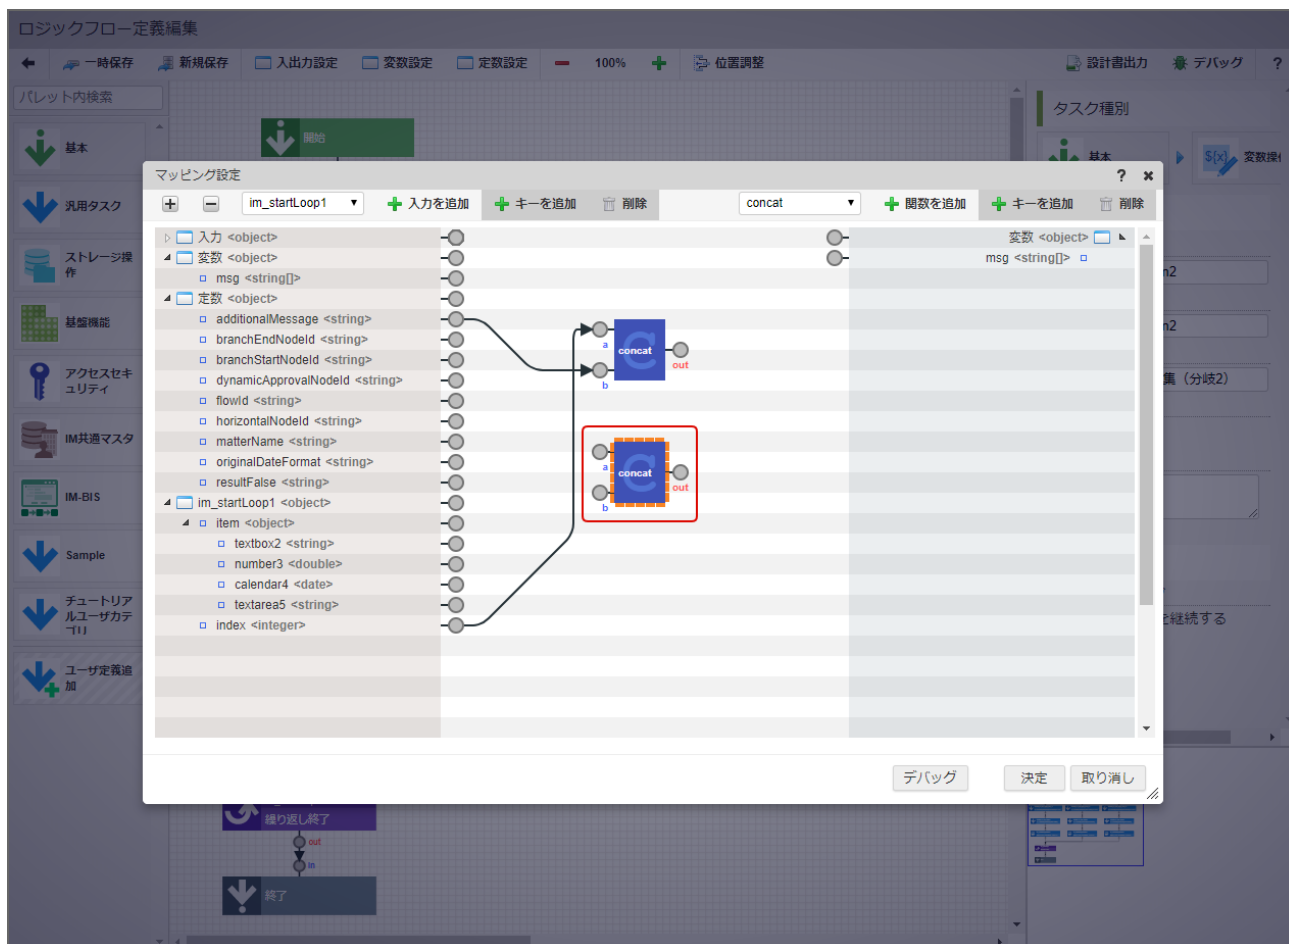 ロジックフロー定義編集
一時保存
新規保存
入出力設定
変数設定
定数設定
100%
位置調整
設計書出力
デバッグ
?
パレット内検索
基本
汎用タスク
ストレージ操
作
基盤機能
アクセスセキ
ュリティ
IM共通マスタ
IM-BIS
Sample
チュートリア
ルユーザカテ
ゴリ
ユーザ定義追
加
開始
タスク種別
基本
${x}
変数操
n2
n2
集（分岐2）
を継続する
マッピング設定
?
im_startLoop1
入力を追加
キーを追加
削除
concat
関数を追加
キーを追加
削除
入力 <object>
変数 <object>
msg <string[]>
定数 <object>
additionalMessage <string>
branchEndNodeId <string>
branchStartNodeId <string>
dynamicApprovalNodeId <string>
flowId <string>
horizontalNodeId <string>
matterName <string>
originalDateFormat <string>
resultFalse <string>
im_startLoop1 <object>
item <object>
textbox2 <string>
number3 <double>
calendar4 <date>
textarea5 <string>
index <integer>
a
concat
out
b
a
concat
out
b
変数 <object>
msg <string[]>
デバッグ
決定
取り消し
繰り返し終了
out
in
終了